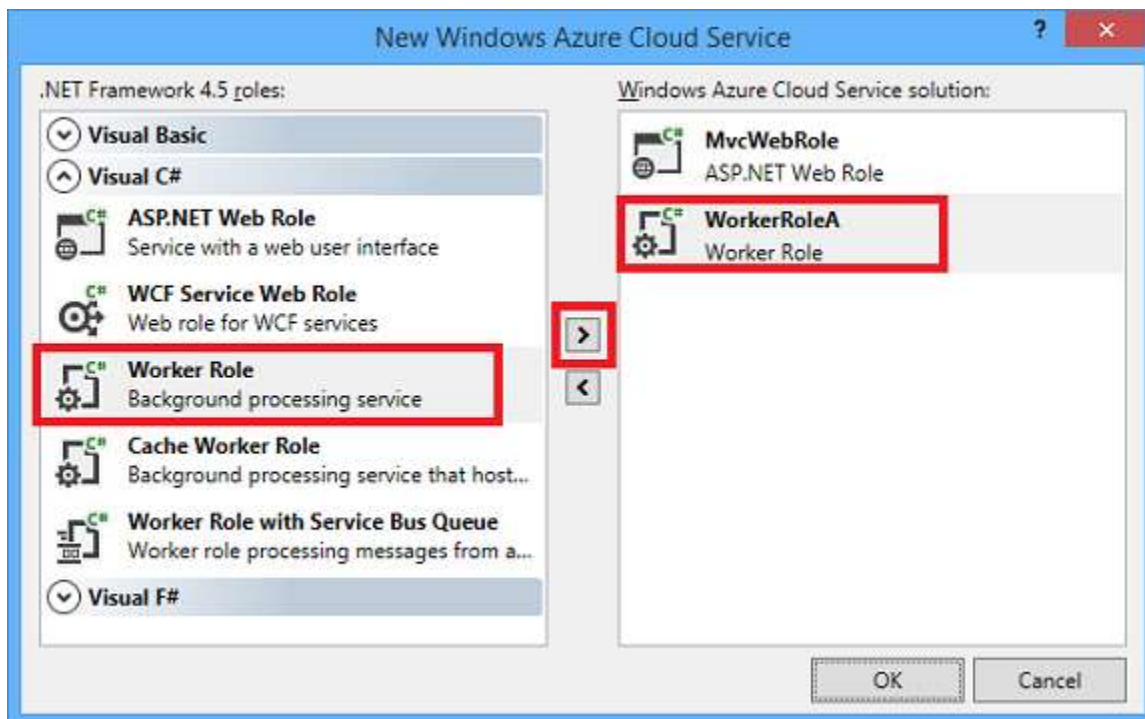 New Windows Azure Cloud Service
?
×
.NET Framework 4.5 roles:
Visual Basic
Visual C#
C#
ASP.NET Web Role
Service with a web user interface
C#
WCF Service Web Role
Web role for WCF services
C#
Worker Role
Background processing service
C#
Cache Worker Role
Background processing service that host...
C#
Worker Role with Service Bus Queue
Worker role processing messages from a...
Visual F#
>
<
Windows Azure Cloud Service solution:
C#
MvcWebRole
ASP.NET Web Role
C#
WorkerRoleA
Worker Role
OK
Cancel